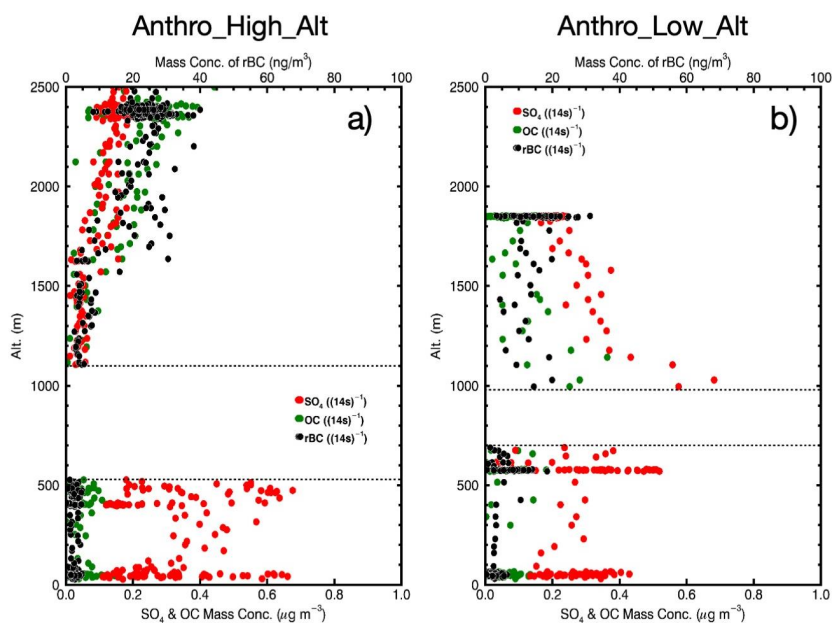 Anthro_High_Alt
Mass Conc. of rBC (ng/m³)
0 20 40 60 80 100
2500
2000
1500
1000
500
0
Alt. (m)
a)
SO₄ ((14s)⁻¹)
OC ((14s)⁻¹)
rBC ((14s)⁻¹)
0.0 0.2 0.4 0.6 0.8 1.0
SO₄ & OC Mass Conc. (μg m⁻³)
Anthro_Low_Alt
Mass Conc. of rBC (ng/m³)
0 20 40 60 80 100
2500
2000
1500
1000
500
0
Alt. (m)
b)
SO₄ ((14s)⁻¹)
OC ((14s)⁻¹)
rBC ((14s)⁻¹)
0.0 0.2 0.4 0.6 0.8 1.0
SO₄ & OC Mass Conc. (μg m⁻³)